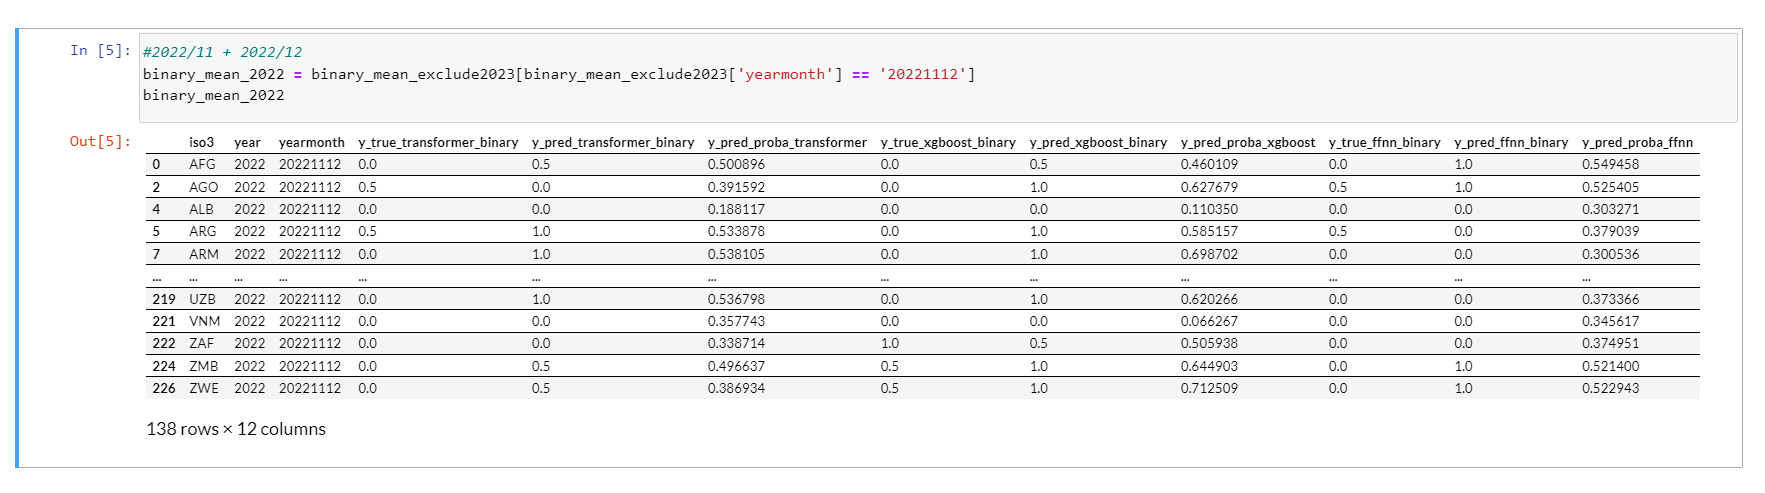 In [5]: #2022/11 + 2022/12
binary_mean_2022 = binary_mean_exclude2023[binary_mean_exclude2023['yearmonth'] == '20221112']
binary_mean_2022
Out[5]:
iso3 year yearmonth y_true_transformer_binary y_pred_transformer_binary y_pred_proba_transformer y_true_xgboost_binary y_pred_xgboost_binary y_pred_proba_xgboost y_true_ffnn_binary y_pred_ffnn_binary y_pred_proba_ffnn
0 AFG 2022 20221112 0.0 0.5 0.500896 0.0 0.5 0.460109 0.0 1.0 0.549458
2 AGO 2022 20221112 0.5 0.0 0.391592 0.0 1.0 0.627679 0.5 1.0 0.525405
4 ALB 2022 20221112 0.0 0.0 0.188117 0.0 0.0 0.110350 0.0 0.0 0.303271
5 ARG 2022 20221112 0.5 1.0 0.533878 0.0 1.0 0.585157 0.5 0.0 0.379039
7 ARM 2022 20221112 0.0 1.0 0.538105 0.0 1.0 0.698702 0.0 0.0 0.300536
... ... ... ... ... ... ... ... ... ... ... ... ...
219 UZB 2022 20221112 0.0 1.0 0.536798 0.0 1.0 0.620266 0.0 0.0 0.373366
221 VNM 2022 20221112 0.0 0.0 0.357743 0.0 0.0 0.066267 0.0 0.0 0.345617
222 ZAF 2022 20221112 0.0 0.0 0.338714 1.0 0.5 0.505938 0.0 0.0 0.374951
224 ZMB 2022 20221112 0.0 0.5 0.496637 0.5 1.0 0.644903 0.0 1.0 0.521400
226 ZWE 2022 20221112 0.0 0.5 0.386934 0.5 1.0 0.712509 0.0 1.0 0.522943
138 rows × 12 columns